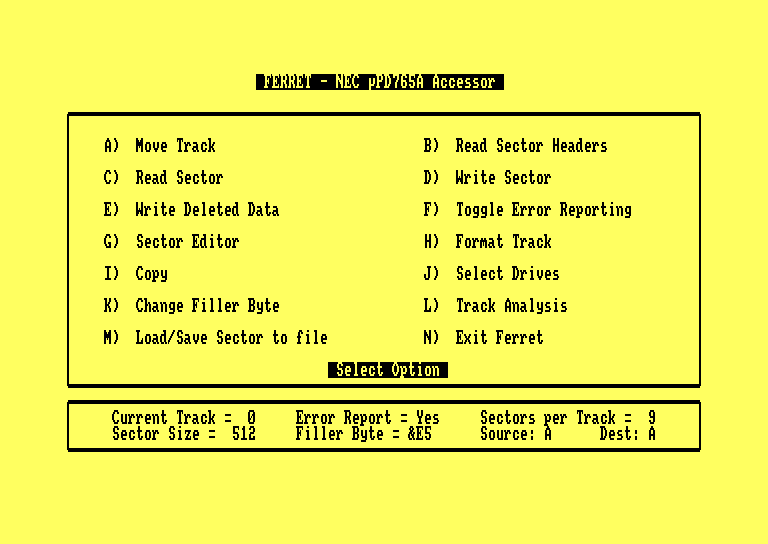 FERRET - NEC µPD765A Accessor
A) Move Track B) Read Sector Headers
C) Read Sector D) Write Sector
E) Write Deleted Data F) Toggle Error Reporting
G) Sector Editor H) Format Track
I) Copy J) Select Drives
K) Change Filler Byte L) Track Analysis
M) Load/Save Sector to file N) Exit Ferret
Select Option
Current Track = 0 Error Report = Yes Sectors per Track = 9
Sector Size = 512 Filler Byte = &E5 Source: A Dest: A